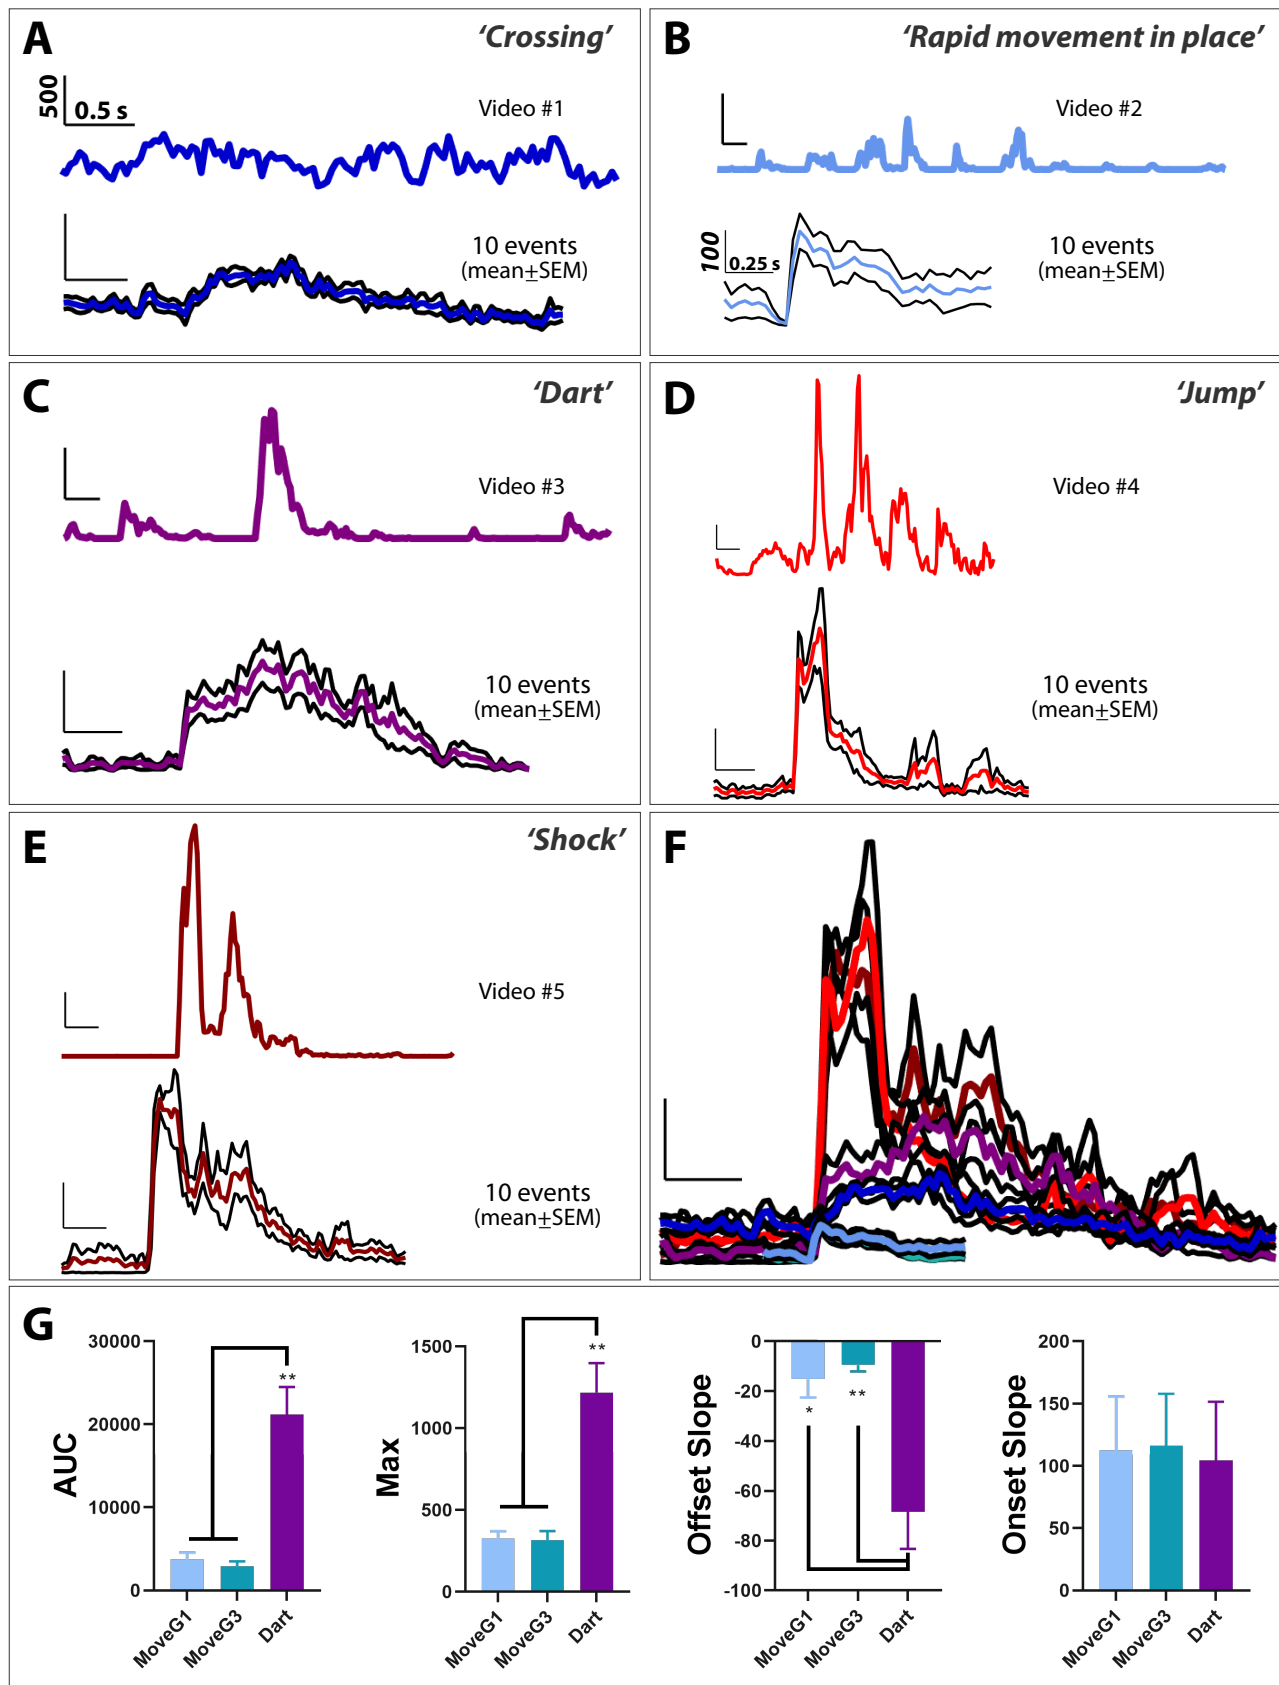 A
'Crossing'
500
0.5 s
Video #1
10 events
(mean±SEM)
B
'Rapid movement in place'
Video #2
100
0.25 s
10 events
(mean±SEM)
C
'Dart'
Video #3
10 events
(mean±SEM)
D
'Jump'
Video #4
10 events
(mean±SEM)
E
'Shock'
Video #5
10 events
(mean±SEM)
F
G
AUC
30000
20000
10000
0
**
MoveG1
MoveG3
Dart
Max
1500
1000
500
0
**
MoveG1
MoveG3
Dart
Offset Slope
0
-20
-40
-60
-80
-100
*
**
MoveG1
MoveG3
Dart
Onset Slope
200
150
100
50
0
MoveG1
MoveG3
Dart